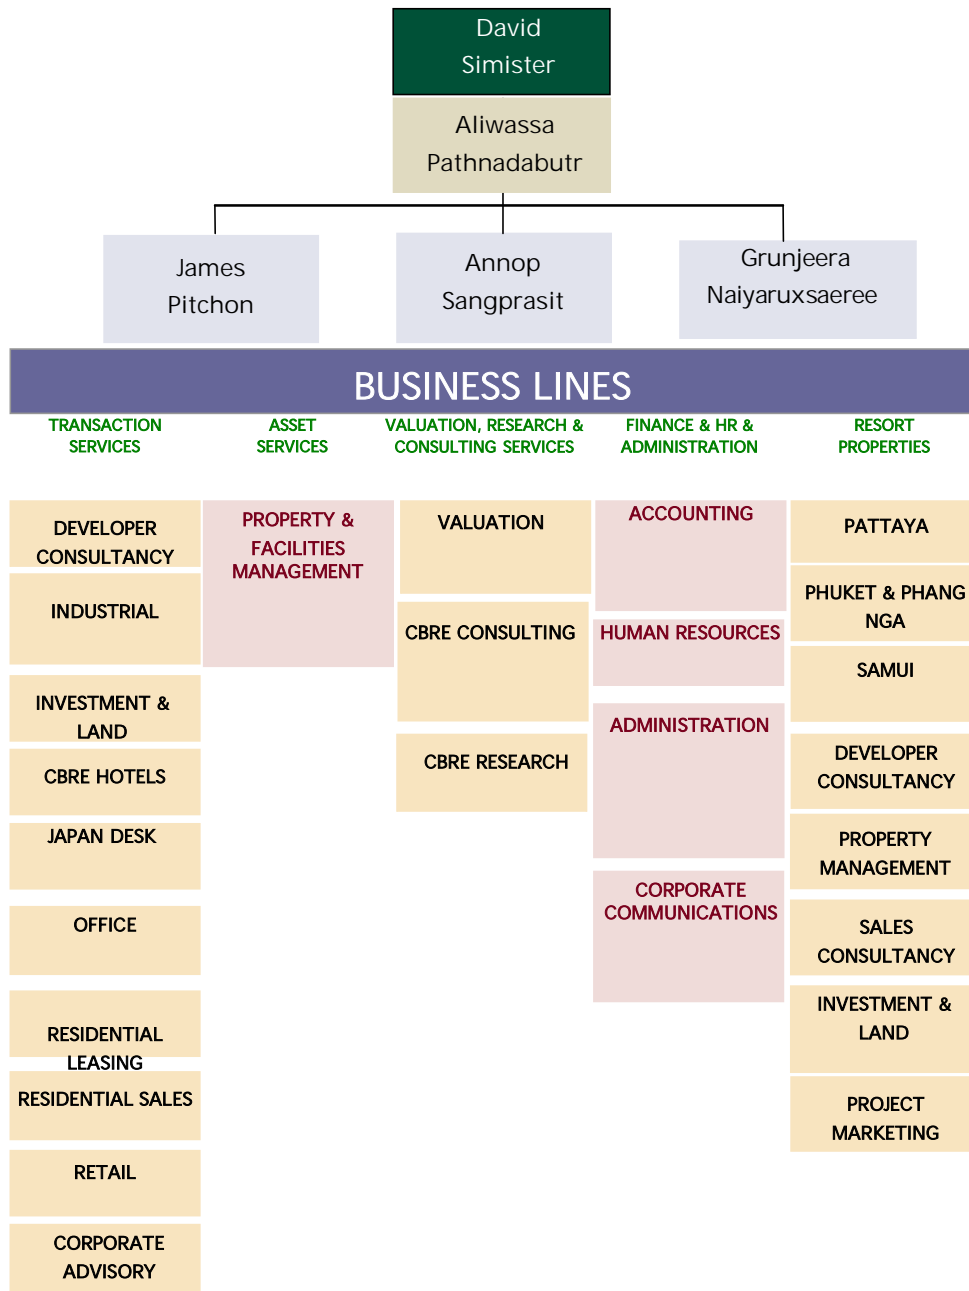 David
Simister
Aliwassa
Pathnadabutr
James
Pitchon
Annop
Sangprasit
Grunjeera
Naiyaruxsaeree
BUSINESS LINES
TRANSACTION
SERVICES
ASSET
SERVICES
VALUATION, RESEARCH &
CONSULTING SERVICES
FINANCE & HR &
ADMINISTRATION
RESORT
PROPERTIES
DEVELOPER
CONSULTANCY
INDUSTRIAL
INVESTMENT &
LAND
CBRE HOTELS
JAPAN DESK
OFFICE
RESIDENTIAL
LEASING
RESIDENTIAL SALES
RETAIL
CORPORATE
ADVISORY
PROPERTY &
FACILITIES
MANAGEMENT
VALUATION
CBRE CONSULTING
CBRE RESEARCH
ACCOUNTING
HUMAN RESOURCES
ADMINISTRATION
CORPORATE
COMMUNICATIONS
PATTAYA
PHUKET & PHANG
NGA
SAMUI
DEVELOPER
CONSULTANCY
PROPERTY
MANAGEMENT
SALES
CONSULTANCY
INVESTMENT &
LAND
PROJECT
MARKETING